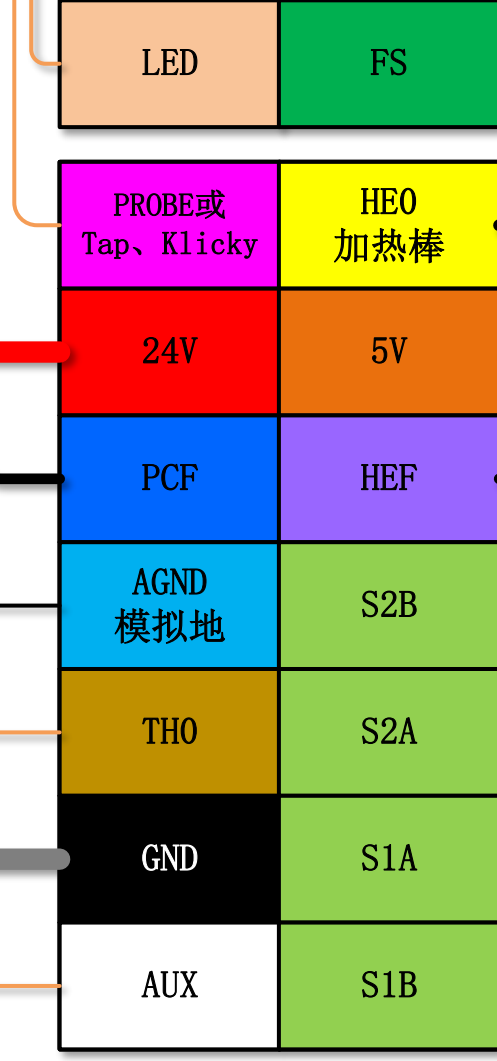 LED
FS
PROBE或
Tap、Klicky
HE0
加热棒
24V
5V
PCF
HEF
AGND
模拟地
S2B
TH0
S2A
GND
S1A
AUX
S1B